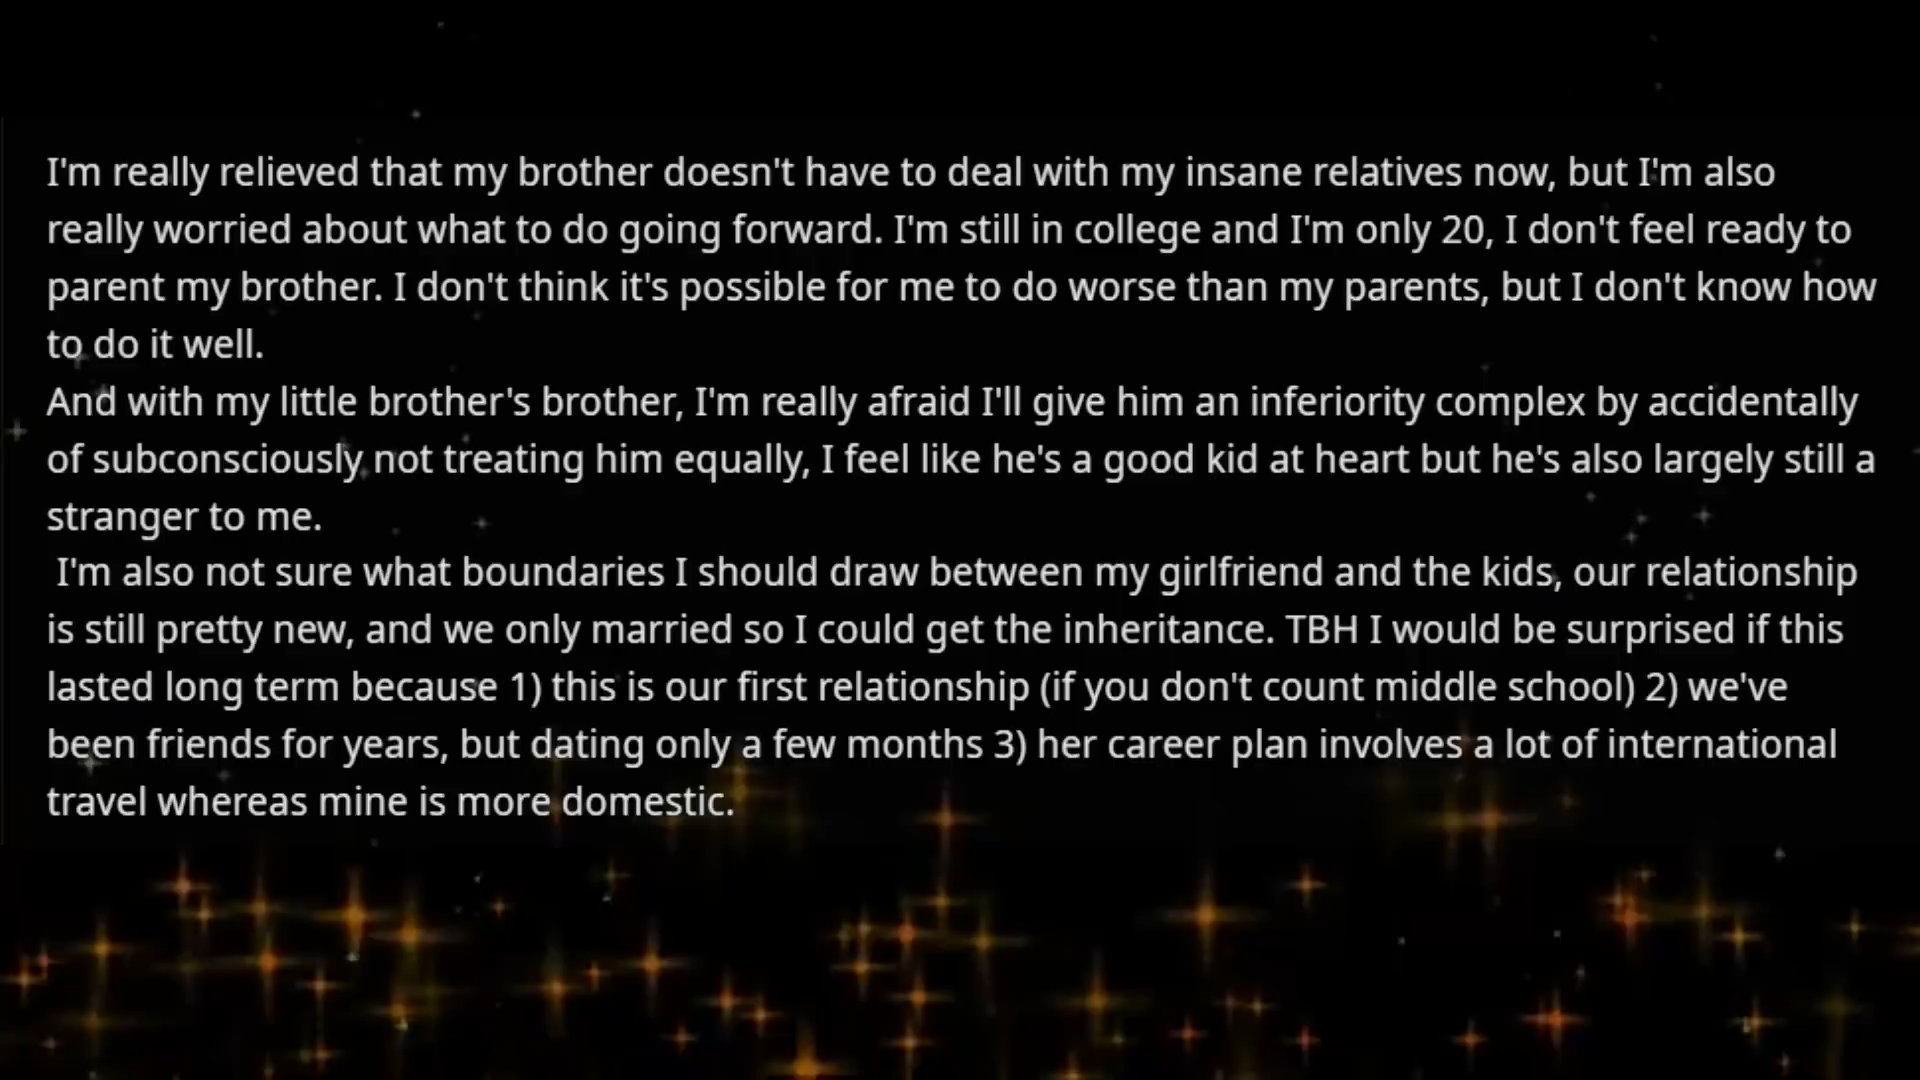 I'm really relieved that my brother doesn't have to deal with my insane relatives now, but I'm also
really worried about what to do going forward. I'm still in college and I'm only 20, I don't feel ready to
parent my brother. I don't think it's possible for me to do worse than my parents, but I don't know how
to do it well.
And with my little brother's brother, I'm really afraid I'll give him an inferiority complex by accidentally
of subconsciously not treating him equally, I feel like he's a good kid at heart but he's also largely still a
stranger to me.
I'm also not sure what boundaries I should draw between my girlfriend and the kids, our relationship
is still pretty new, and we only married so I could get the inheritance. TBH I would be surprised if this
lasted long term because 1) this is our first relationship (if you don't count middle school) 2) we've
been friends for years, but dating only a few months 3) her career plan involves a lot of international
travel whereas mine is more domestic.